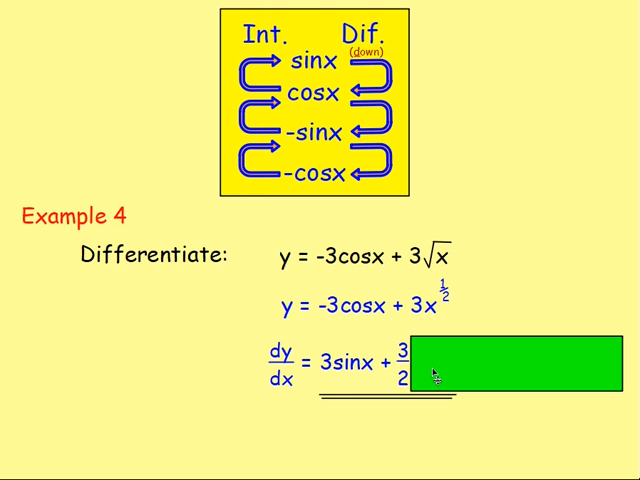 Int. Dif.
(down)
sinx
cosx
-sinx
-cosx
Example 4
Differentiate: y = -3cosx + 3√x
y = -3cosx + 3x^½
dy/dx = 3sinx + 3/2